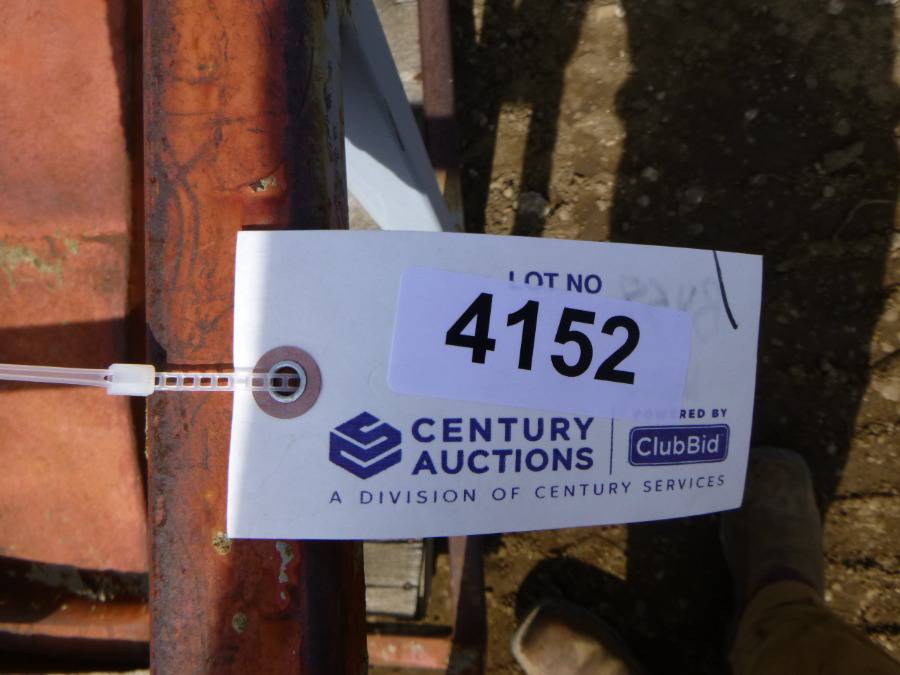 LOT NO
4152
CENTURY
AUCTIONS
A DIVISION OF CENTURY SERVICES
POWERED BY
ClubBid